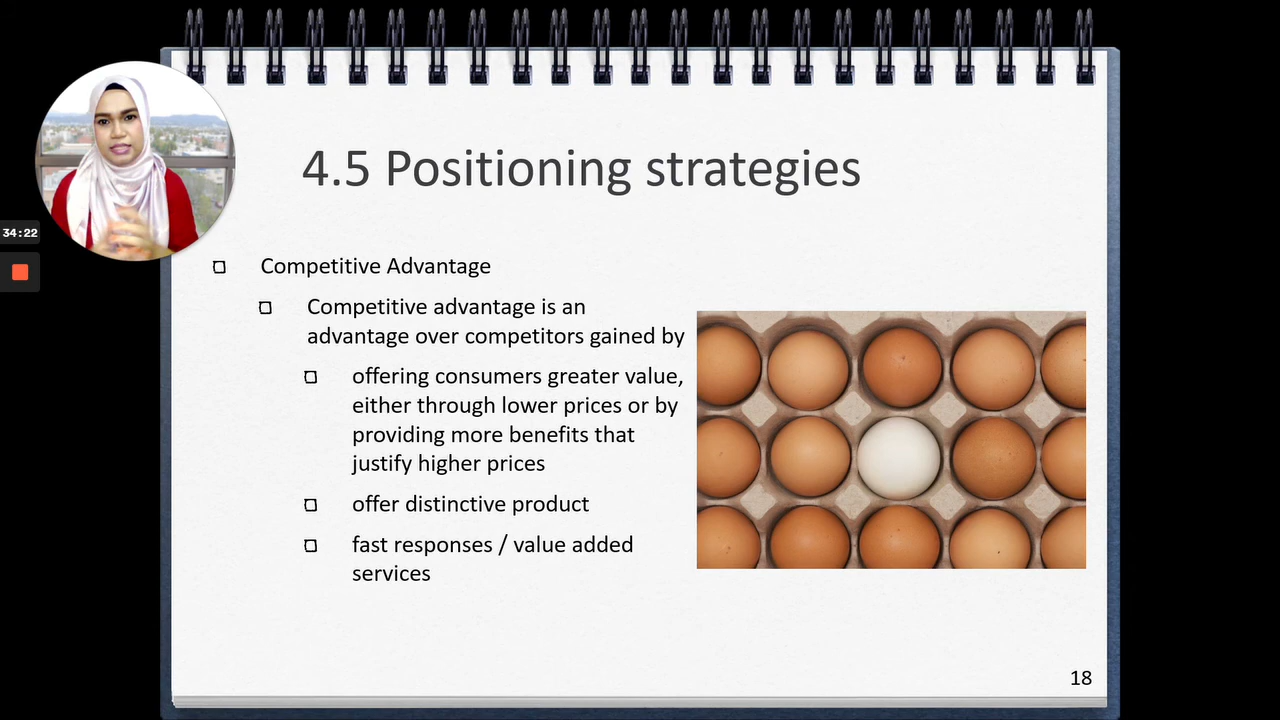 4.5 Positioning strategies
34:22
Competitive Advantage
Competitive advantage is an
advantage over competitors gained by
offering consumers greater value,
either through lower prices or by
providing more benefits that
justify higher prices
offer distinctive product
fast responses / value added
services
18